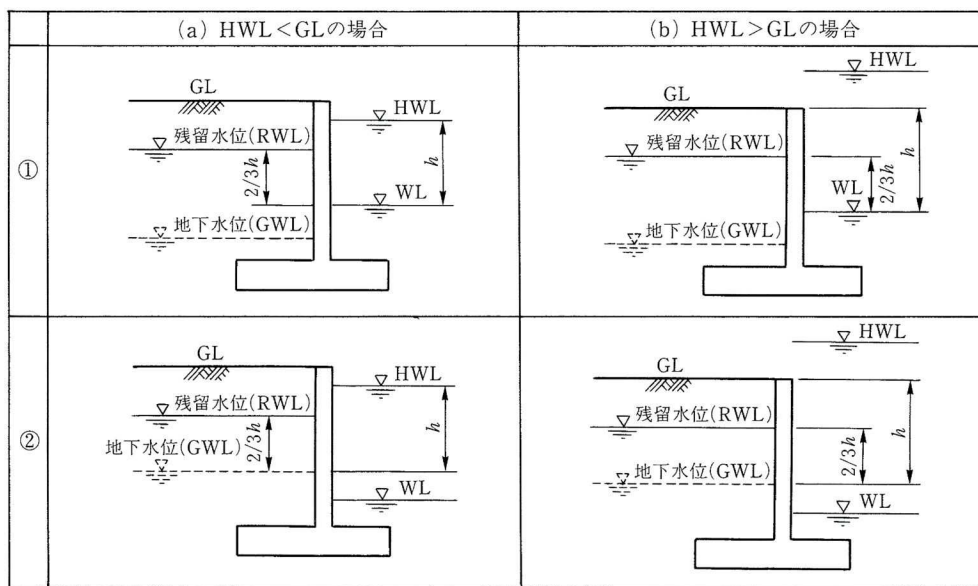 (a) HWL<GLの場合
(b) HWL>GLの場合
①
GL
HWL
残留水位(RWL)
h
2/3h
WL
地下水位(GWL)
HWL
GL
残留水位(RWL)
h
2/3h
WL
地下水位(GWL)
②
GL
HWL
残留水位(RWL)
h
2/3h
地下水位(GWL)
WL
HWL
GL
残留水位(RWL)
h
2/3h
地下水位(GWL)
WL